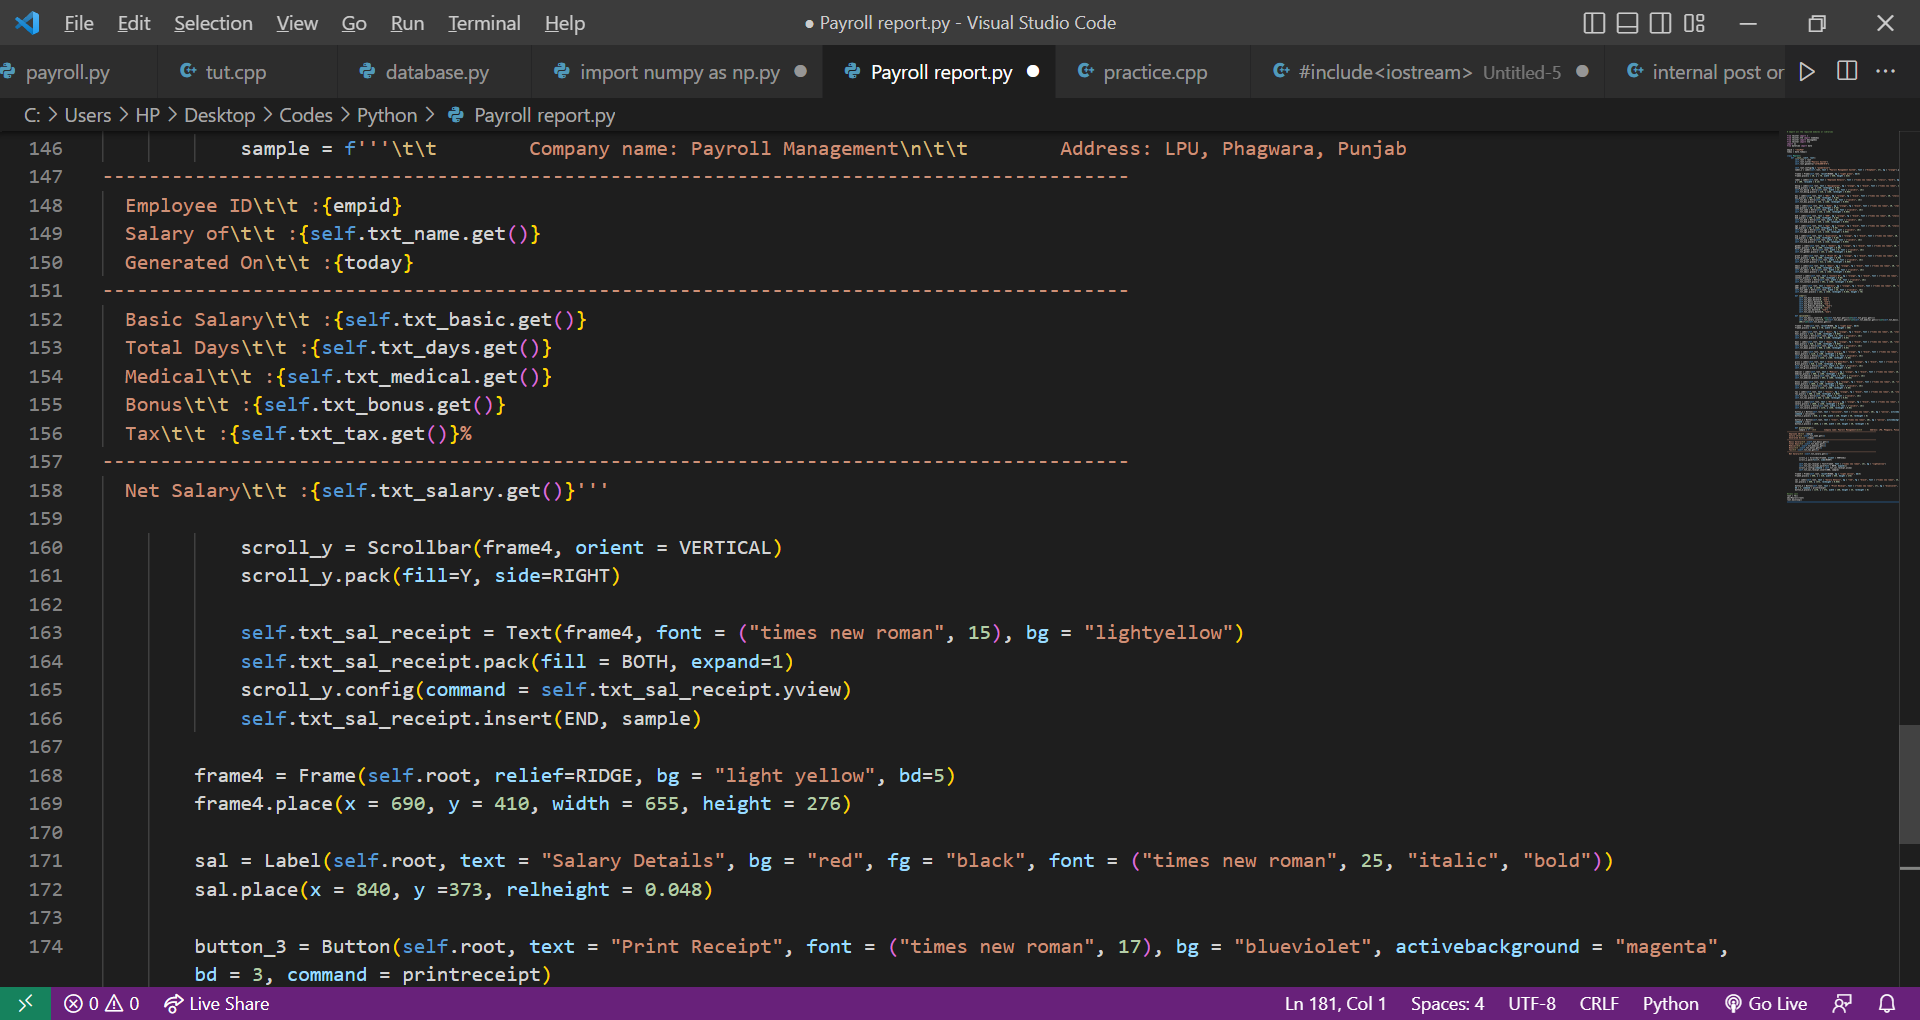 File Edit Selection View Go Run Terminal Help ● Payroll report.py - Visual Studio Code
payroll.py tut.cpp database.py import numpy as np.py Payroll report.py practice.cpp #include<iostream> Untitled-5 internal post or
C: > Users > HP > Desktop > Codes > Python > Payroll report.py
146 sample = f'''\t\t Company name: Payroll Management\n\t\t Address: LPU, Phagwara, Punjab
147 -----------------------------------------------------------------------------------------
148 Employee ID\t\t :{empid}
149 Salary of\t\t :{self.txt_name.get()}
150 Generated On\t\t :{today}
151 -----------------------------------------------------------------------------------------
152 Basic Salary\t\t :{self.txt_basic.get()}
153 Total Days\t\t :{self.txt_days.get()}
154 Medical\t\t :{self.txt_medical.get()}
155 Bonus\t\t :{self.txt_bonus.get()}
156 Tax\t\t :{self.txt_tax.get()}%
157 -----------------------------------------------------------------------------------------
158 Net Salary\t\t :{self.txt_salary.get()}'''
159
160 scroll_y = Scrollbar(frame4, orient = VERTICAL)
161 scroll_y.pack(fill=Y, side=RIGHT)
162
163 self.txt_sal_receipt = Text(frame4, font = ("times new roman", 15), bg = "lightyellow")
164 self.txt_sal_receipt.pack(fill = BOTH, expand=1)
165 scroll_y.config(command = self.txt_sal_receipt.yview)
166 self.txt_sal_receipt.insert(END, sample)
167
168 frame4 = Frame(self.root, relief=RIDGE, bg = "light yellow", bd=5)
169 frame4.place(x = 690, y = 410, width = 655, height = 276)
170
171 sal = Label(self.root, text = "Salary Details", bg = "red", fg = "black", font = ("times new roman", 25, "italic", "bold"))
172 sal.place(x = 840, y =373, relheight = 0.048)
173
174 button_3 = Button(self.root, text = "Print Receipt", font = ("times new roman", 17), bg = "blueviolet", activebackground = "magenta",
bd = 3, command = printreceipt)
0 0 Live Share Ln 181, Col 1 Spaces: 4 UTF-8 CRLF Python Go Live